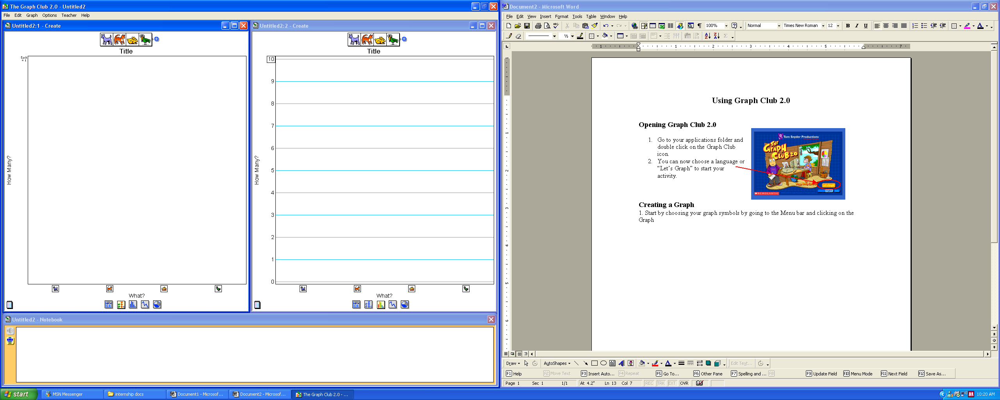 The Graph Club 2.0 - Untitled2
File Edit Graph Options Teacher Help
Untitled2:1 - Create
Title
Each
= 1
How Many?
What?
Untitled2:2 - Create
Title
10
9
8
7
6
5
4
3
2
1
0
How Many?
What?
Untitled2 - Notebook
Document2 - Microsoft Word
File Edit View Insert Format Tools Table Window Help
100% Normal Times New Roman 12 B I U
½
1 1 2 3 4 5 7
Using Graph Club 2.0
Opening Graph Club 2.0
1. Go to your applications folder and
double click on the Graph Club
icon.
2. You can now choose a language or
“Let’s Graph” to start your
activity.
Tom Snyder Productions
THE
GRAPH
CLUB 2.0
Let's Graph!
English
SCHOLASTIC
Creating a Graph
1. Start by choosing your graph symbols by going to the Menu bar and clicking on the
Graph
Draw AutoShapes Edit Text...
F1 Help F2 Move Text F3 Insert Auto... F4 Repeat F5 Go To... F6 Other Pane F7 Spelling and ... F8 F9 Update Field F10 Menu Mode F11 Next Field F12 Save As...
Page 1 Sec 1 1/1 At 4.2" Ln 13 Col 7 REC TRK EXT OVR
start MSN Messenger internship docs Document1 - Microsof... Document2 - Microsof... The Graph Club 2.0 - ... 10:20 AM